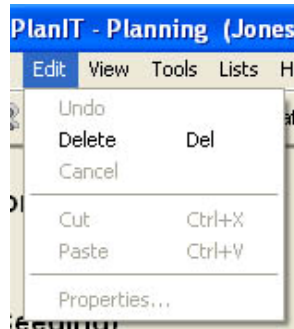 PlanIT - Planning (Jones
Edit View Tools Lists H
Undo
Delete Del
Cancel
Cut Ctrl+X
Paste Ctrl+V
Properties...